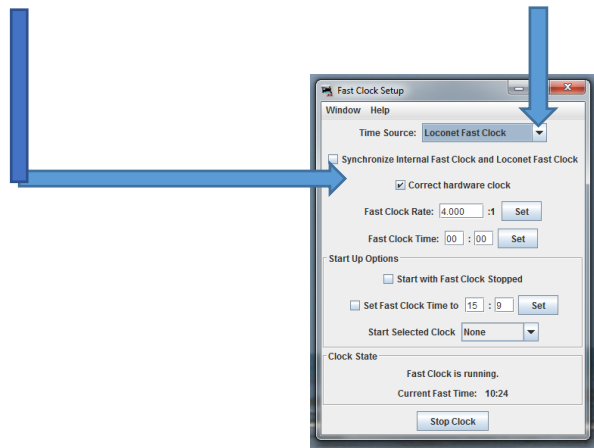 Fast Clock Setup
Window Help
Time Source: Loconet Fast Clock
Synchronize Internal Fast Clock and Loconet Fast Clock
Correct hardware clock
Fast Clock Rate: 4.000 :1 Set
Fast Clock Time: 00 : 00 Set
Start Up Options
Start with Fast Clock Stopped
Set Fast Clock Time to 15 : 9 Set
Start Selected Clock None
Clock State
Fast Clock is running.
Current Fast Time: 10:24
Stop Clock